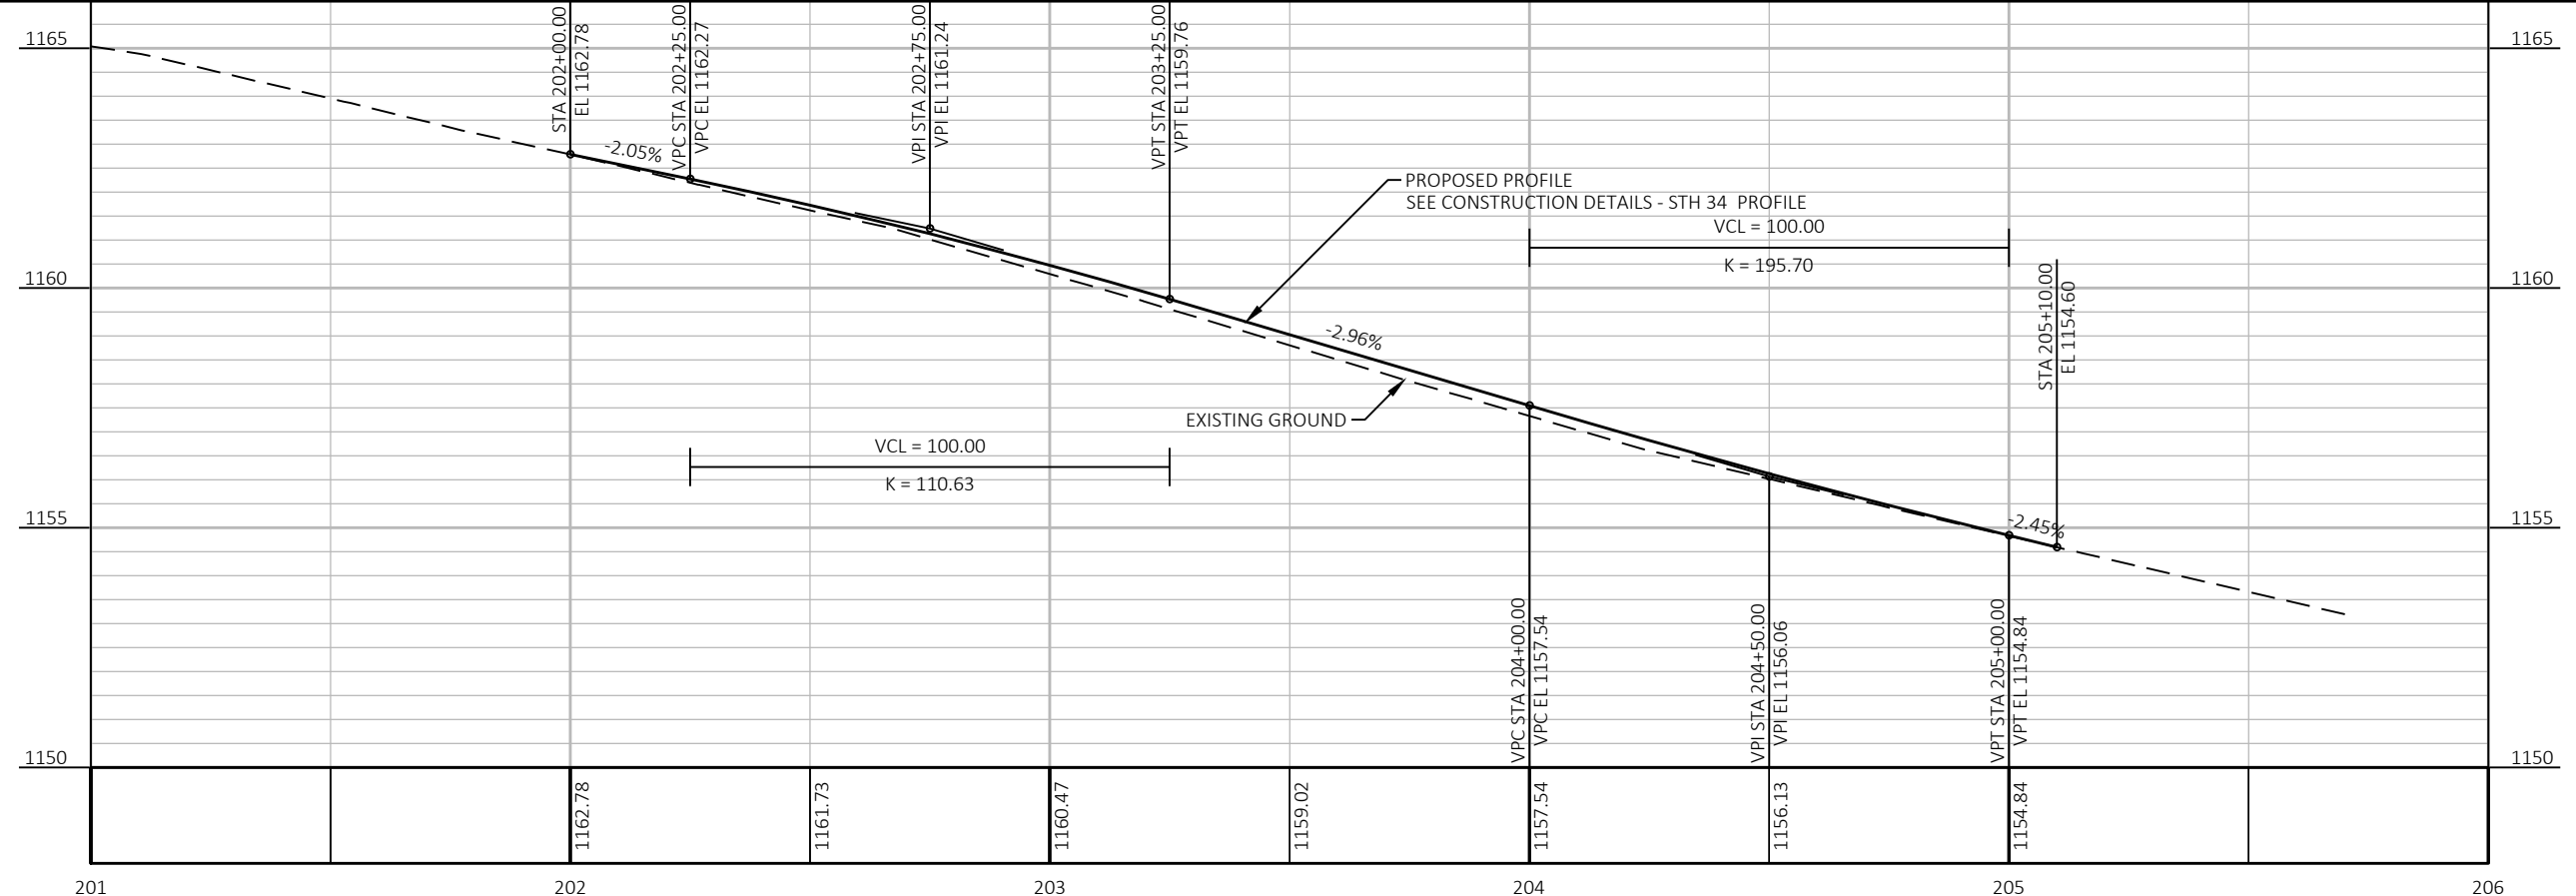 1165
1165
1160
1160
1155
1155
1150
1150
STA 202+00.00
EL 1162.78
-2.05%
VPC STA 202+25.00
VPC EL 1162.27
VPI STA 202+75.00
VPI EL 1161.24
VPT STA 203+25.00
VPT EL 1159.76
PROPOSED PROFILE
SEE CONSTRUCTION DETAILS - STH 34 PROFILE
VCL = 100.00
K = 195.70
STA 205+10.00
EL 1154.60
-2.96%
EXISTING GROUND
VCL = 100.00
K = 110.63
-2.45%
VPC STA 204+00.00
VPC EL 1157.54
VPI STA 204+50.00
VPI EL 1156.06
VPT STA 205+00.00
VPT EL 1154.84
1162.78
1161.73
1160.47
1159.02
1157.54
1156.13
1154.84
201
202
203
204
205
206